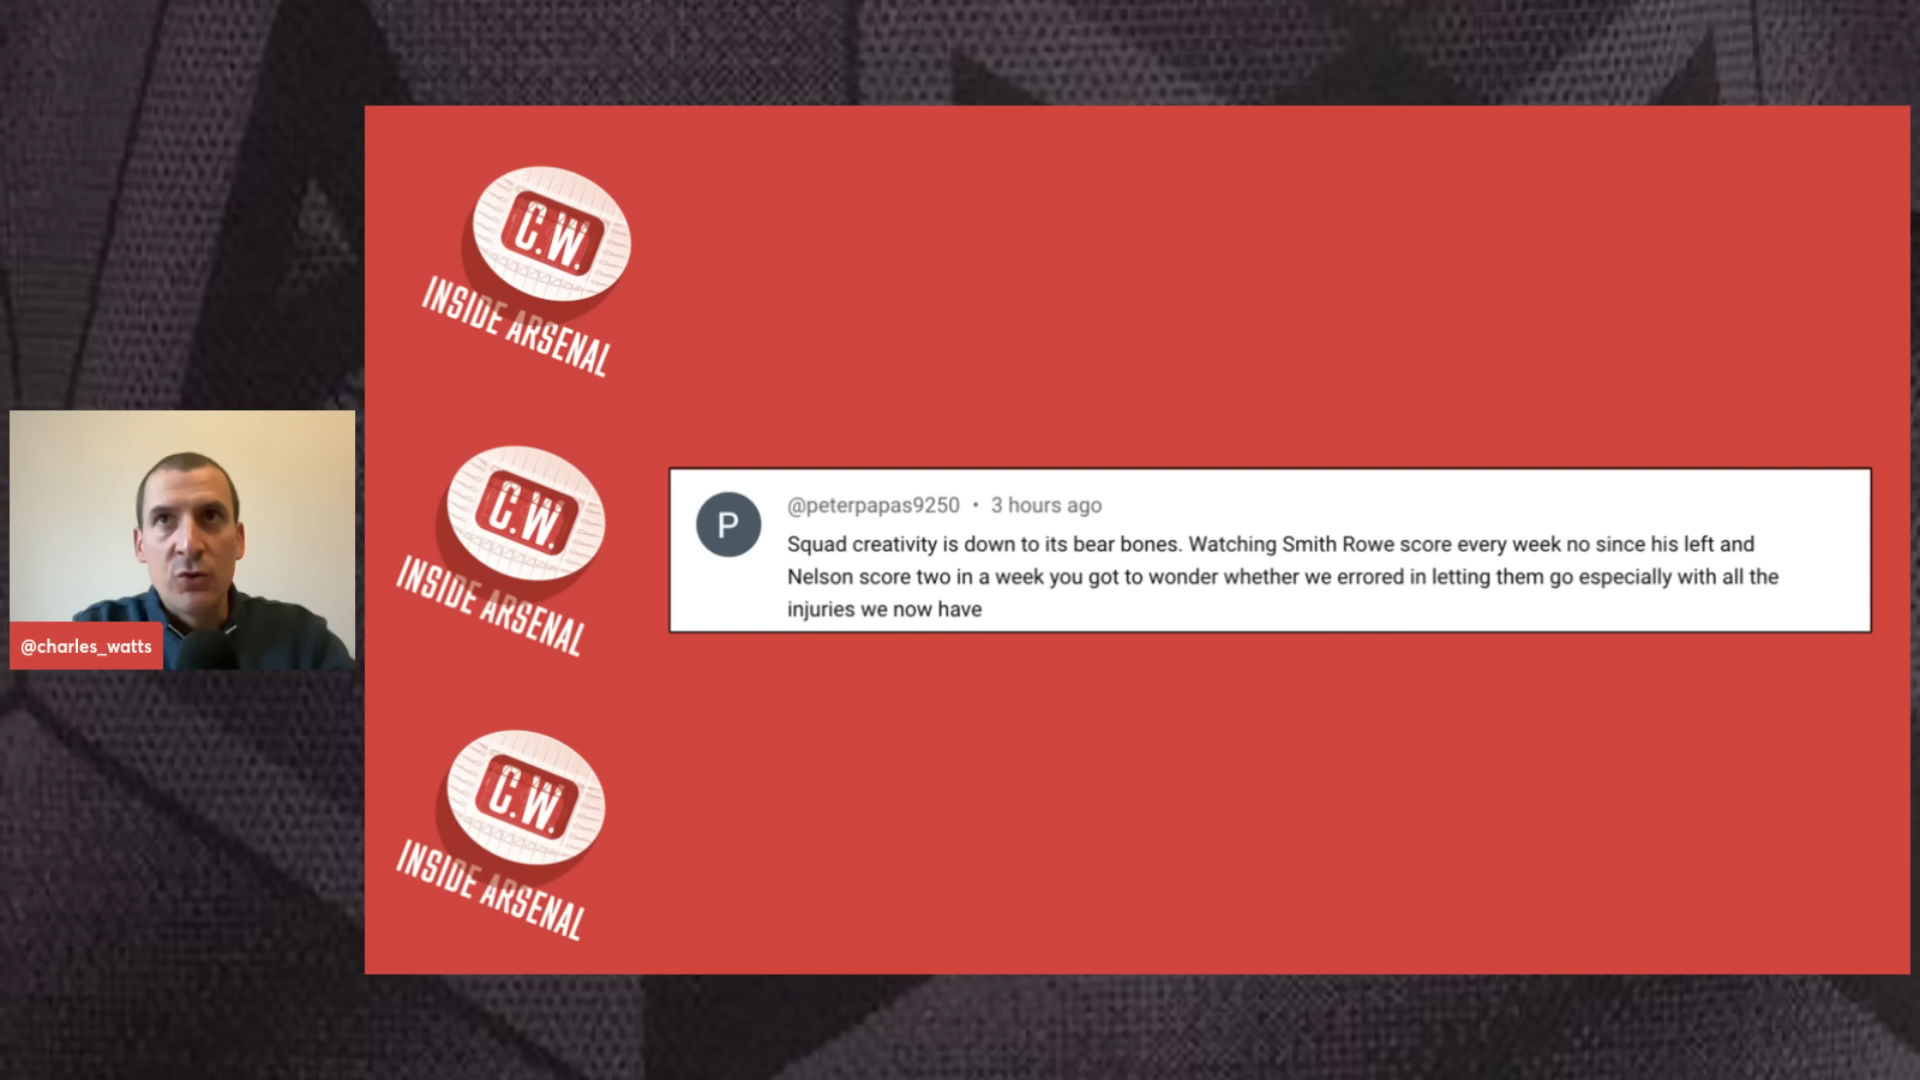 C.W.
INSIDE ARSENAL
C.W.
INSIDE ARSENAL
P
@peterpapas9250 • 3 hours ago
Squad creativity is down to its bear bones. Watching Smith Rowe score every week no since his left and
Nelson score two in a week you got to wonder whether we errored in letting them go especially with all the
injuries we now have
@charles_watts
C.W.
INSIDE ARSENAL